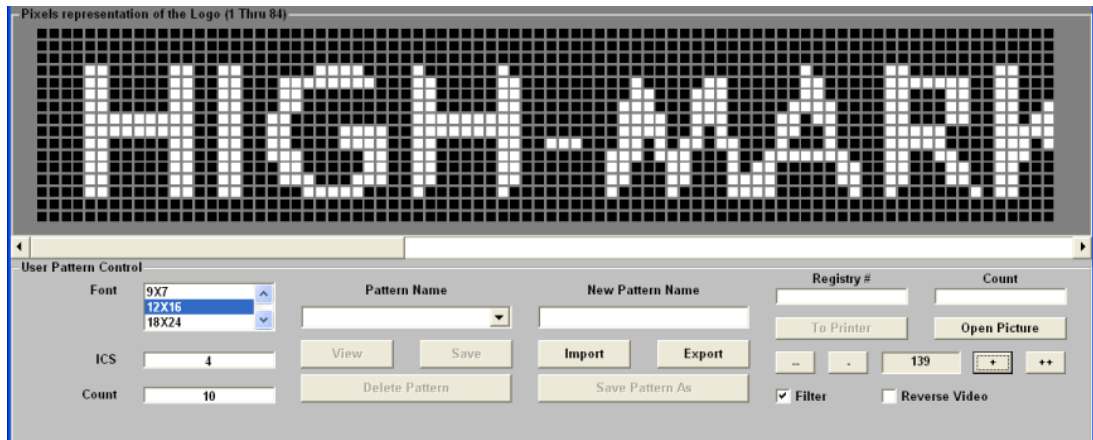 Pixels representation of the Logo (1 Thru 84)
HIGH-MARK
User Pattern Control
Font
9X7
12X16
18X24
ICS
4
Count
10
Pattern Name
View
Save
Delete Pattern
New Pattern Name
Import
Export
Save Pattern As
Registry #
Count
To Printer
Open Picture
--
-
139
+
++
Filter
Reverse Video